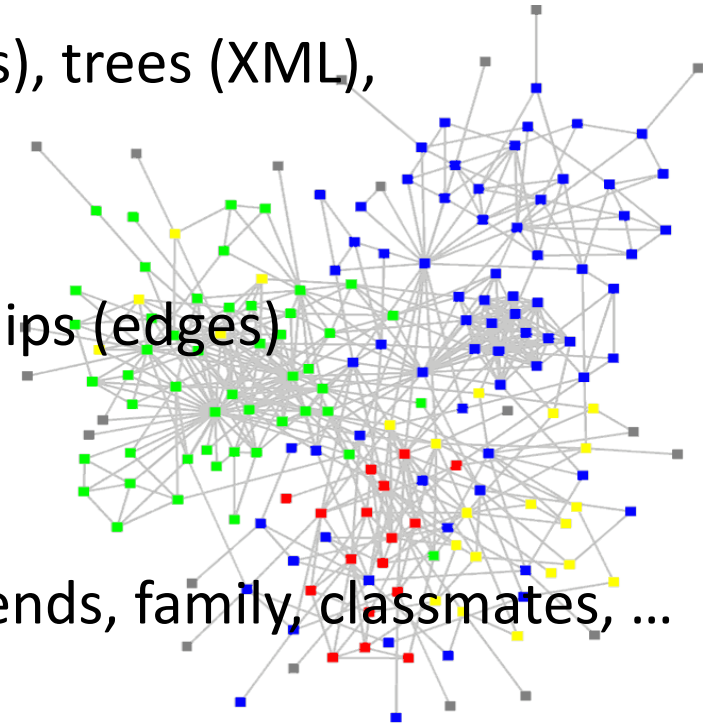 s), trees (XML),
ips (edges)
ends, family, classmates, ...